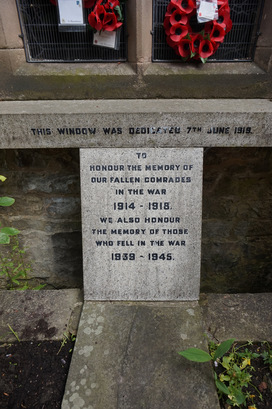 THIS WINDOW WAS DEDICATED 7TH JUNE 1919.
TO
HONOUR THE MEMORY OF
OUR FALLEN COMRADES
IN THE WAR
1914 - 1918.
WE ALSO HONOUR
THE MEMORY OF THOSE
WHO FELL IN THE WAR
1939 - 1945.